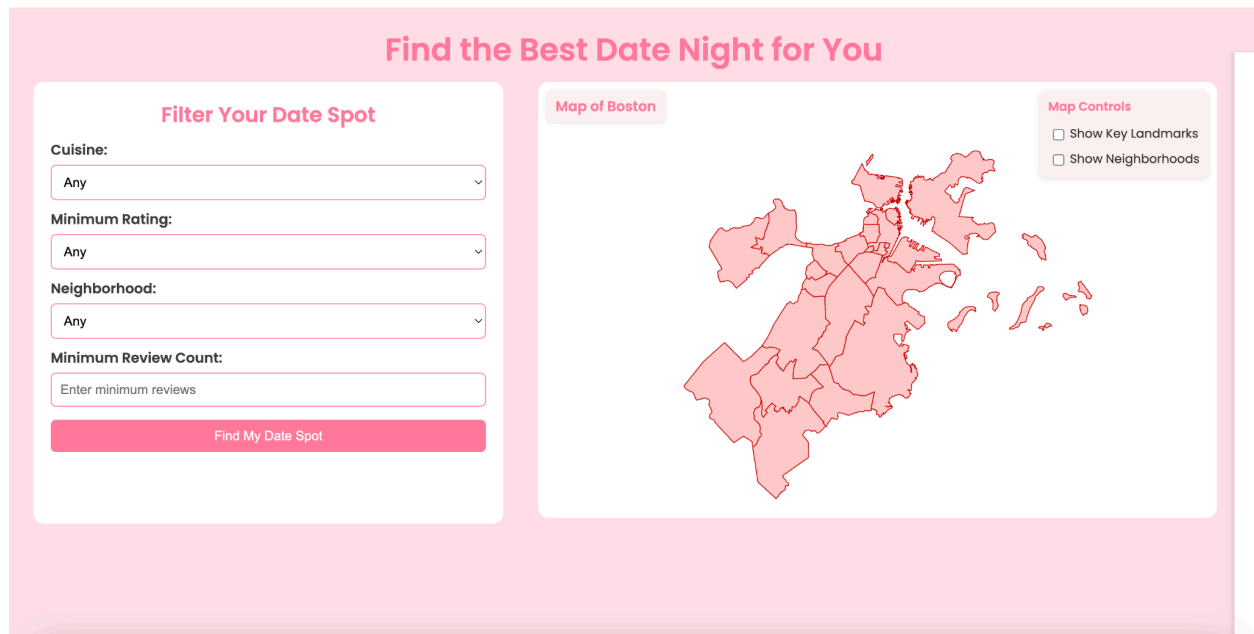 Find the Best Date Night for You
Filter Your Date Spot
Cuisine:
Any
Minimum Rating:
Any
Neighborhood:
Any
Minimum Review Count:
Enter minimum reviews
Find My Date Spot
Map of Boston
Map Controls
Show Key Landmarks
Show Neighborhoods